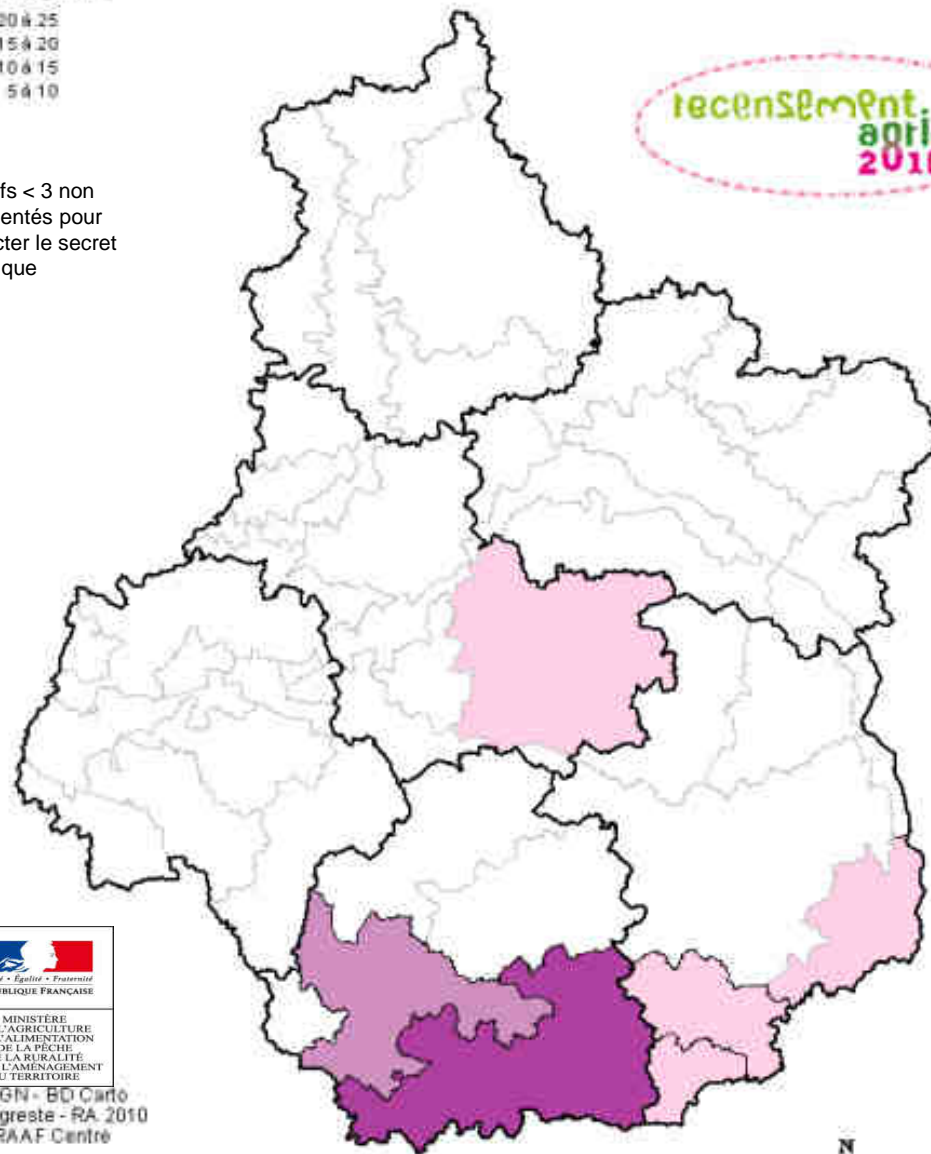 20 à 25
15 à 20
10 à 15
5 à 10
recensement
agri
2010
fs < 3 non
entés pour
cter le secret
que
é • Égalité • Fraternité
UBLIQUE FRANÇAISE
MINISTÈRE
L'AGRICULTURE
L'ALIMENTATION
DE LA PÊCHE
E LA RURALITÉ
L'AMÉNAGEMENT
U TERRITOIRE
GN - BD Carto
greste - RA 2010
RAAF Centre
N